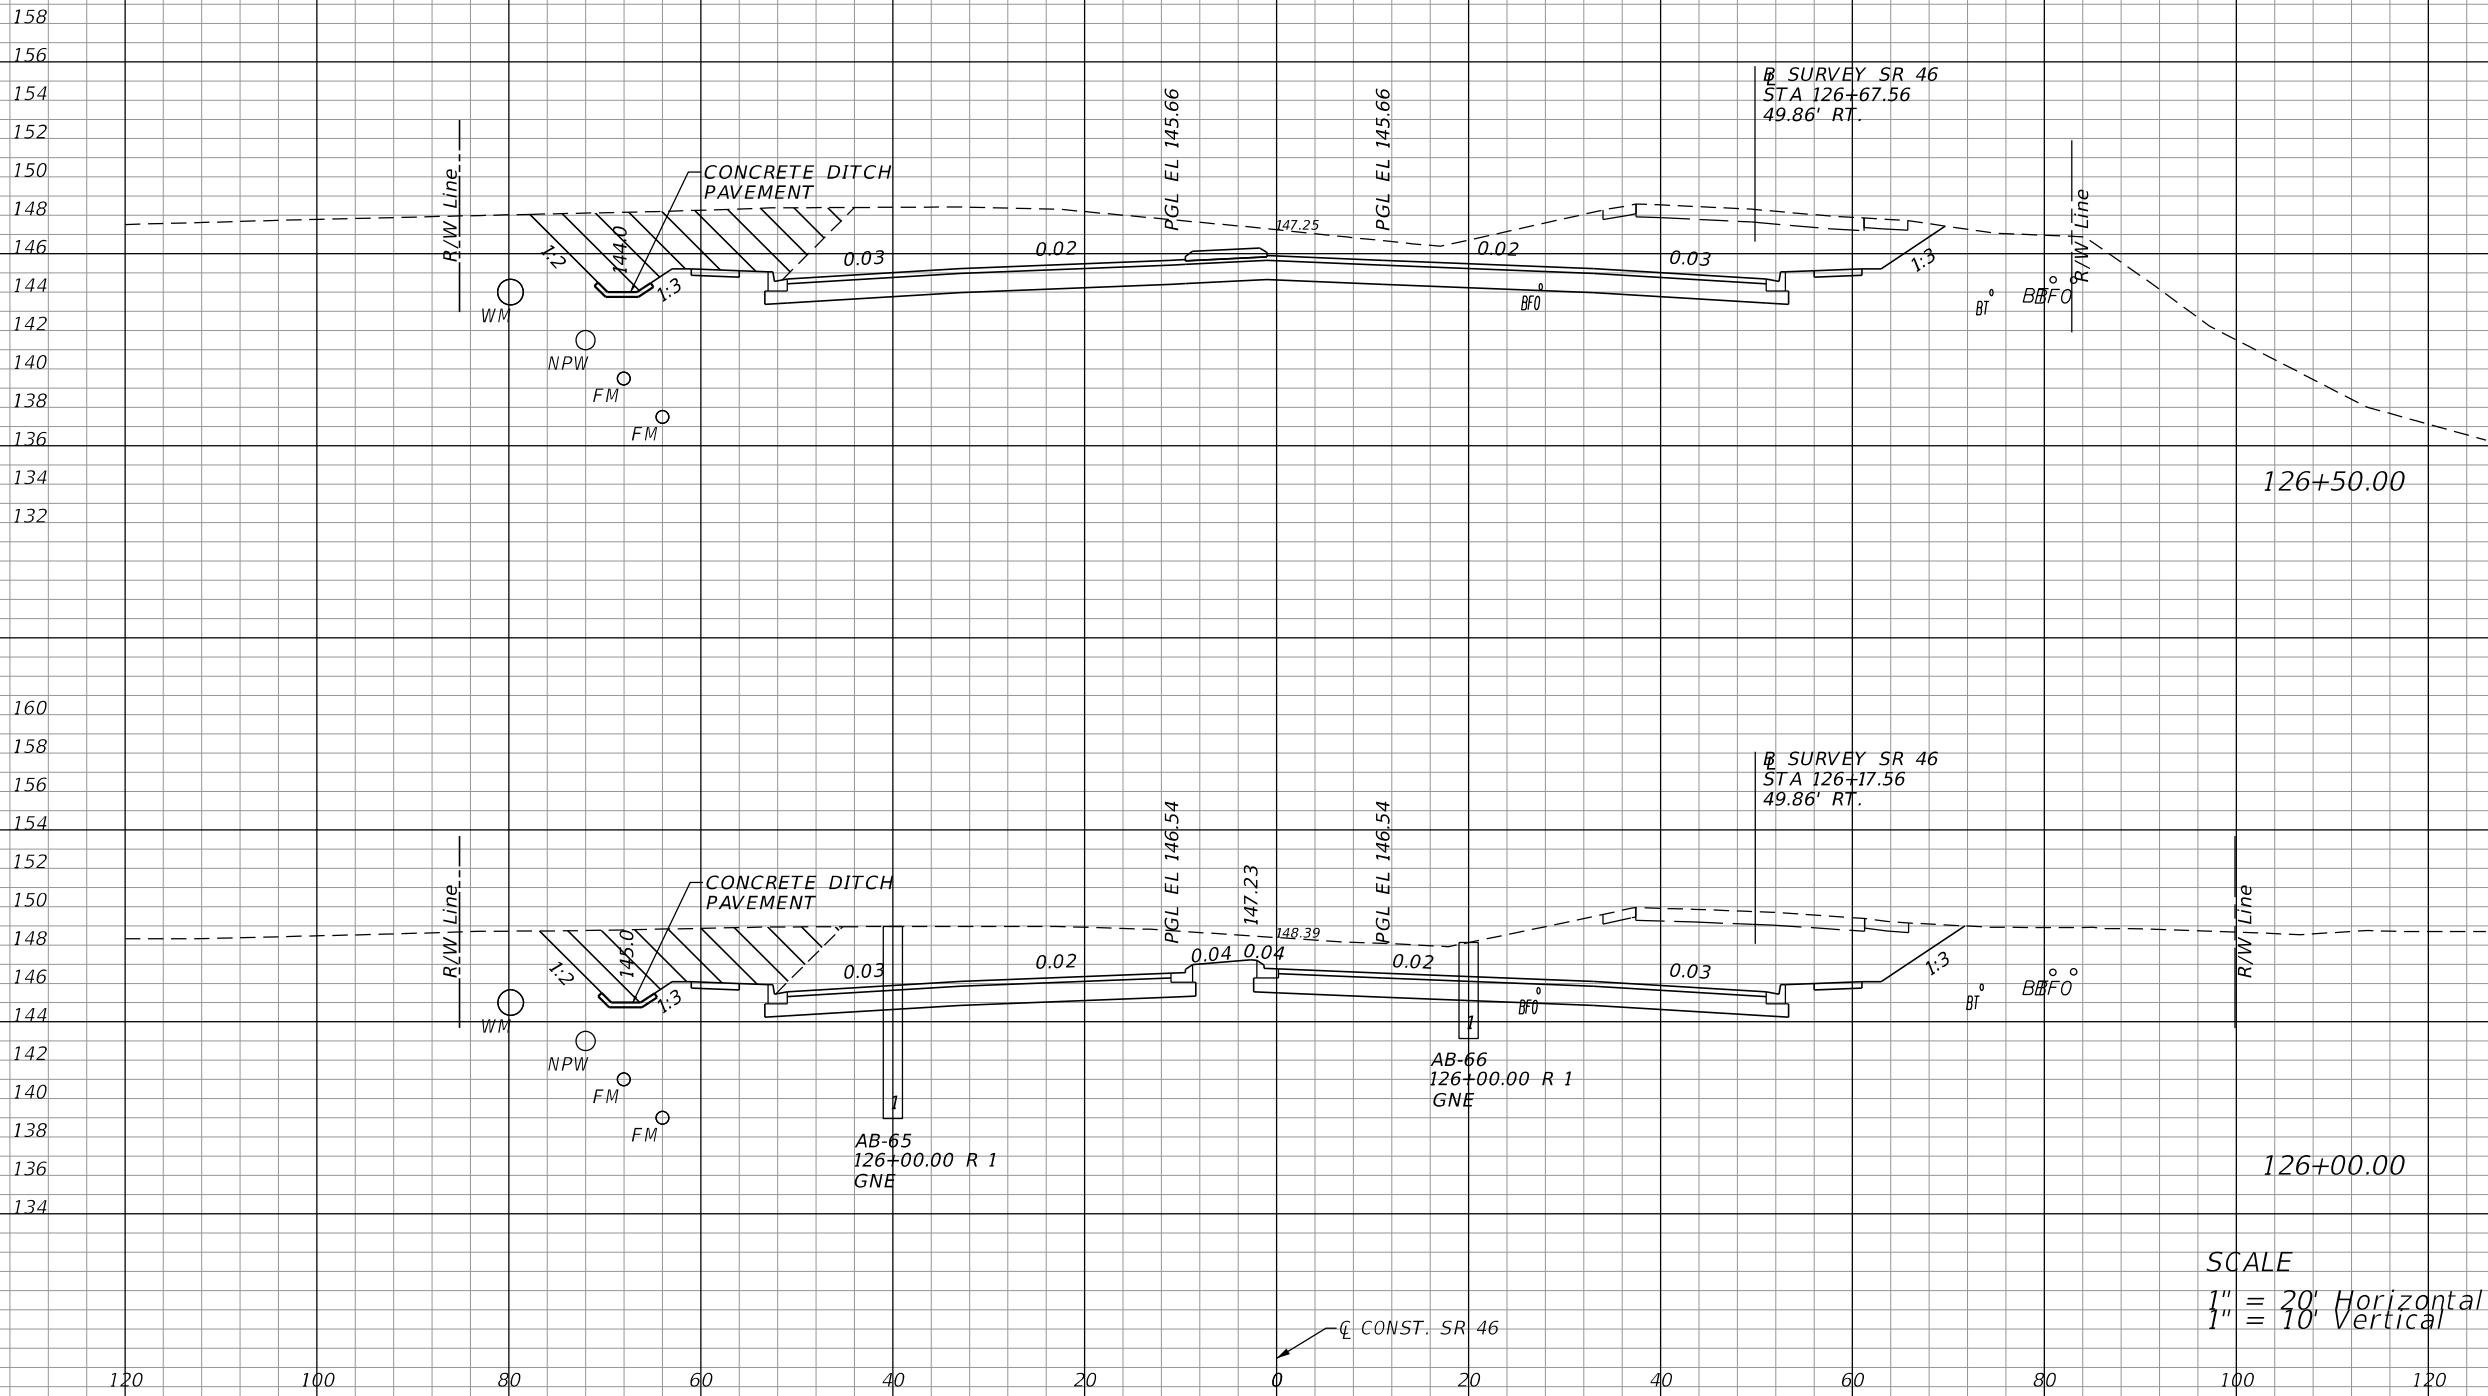 158
156
154
152
150
148
146
144
142
140
138
136
134
132
R/W Line
CONCRETE DITCH
PAVEMENT
1:2
144.0
1:3
0.03
0.02
PGL EL 145.66
147.25
PGL EL 145.66
0.02
0.03
℄ SURVEY SR 46
STA 126+67.56
49.86' RT.
1:3
R/W Line
WM
NPW
FM
FM
BFO
BT
BFO
126+50.00
160
158
156
154
152
150
148
146
144
142
140
138
136
134
R/W Line
CONCRETE DITCH
PAVEMENT
1:2
145.0
1:3
0.03
0.02
PGL EL 146.54
147.23
0.04
0.04
148.39
PGL EL 146.54
0.02
0.03
℄ SURVEY SR 46
STA 126+17.56
49.86' RT.
1:3
R/W Line
WM
NPW
FM
FM
1
AB-65
126+00.00 R 1
GNE
1
AB-66
126+00.00 R 1
GNE
BFO
BT
BFO
126+00.00
SCALE
1" = 20' Horizontal
1" = 10' Vertical
℄ CONST. SR 46
120 100 80 60 40 20 0 20 40 60 80 100 120